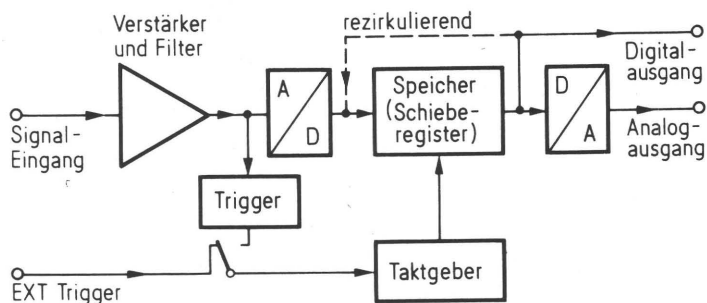 Verstärker
und Filter
rezirkulierend
Digital-
ausgang
A
D
Speicher
(Schiebe-
register)
D
A
Signal-
Eingang
Analog-
ausgang
Trigger
EXT Trigger
Taktgeber